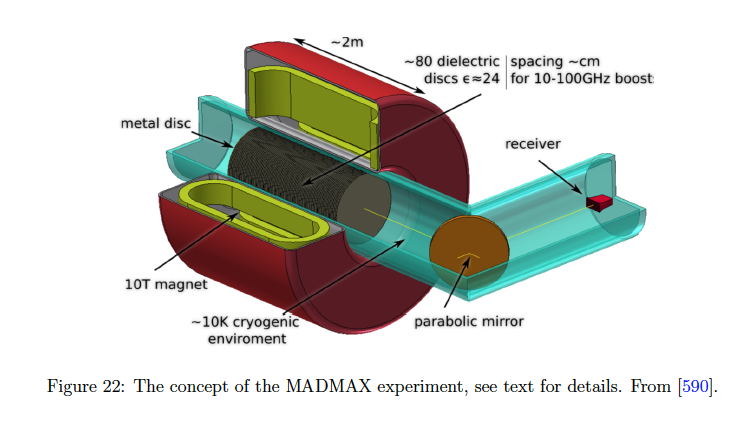 ~2m
~80 dielectric | spacing ~cm
discs ϵ≈24 | for 10-100GHz boost
metal disc
receiver
10T magnet
~10K cryogenic
enviroment
parabolic mirror
Figure 22: The concept of the MADMAX experiment, see text for details. From [590].